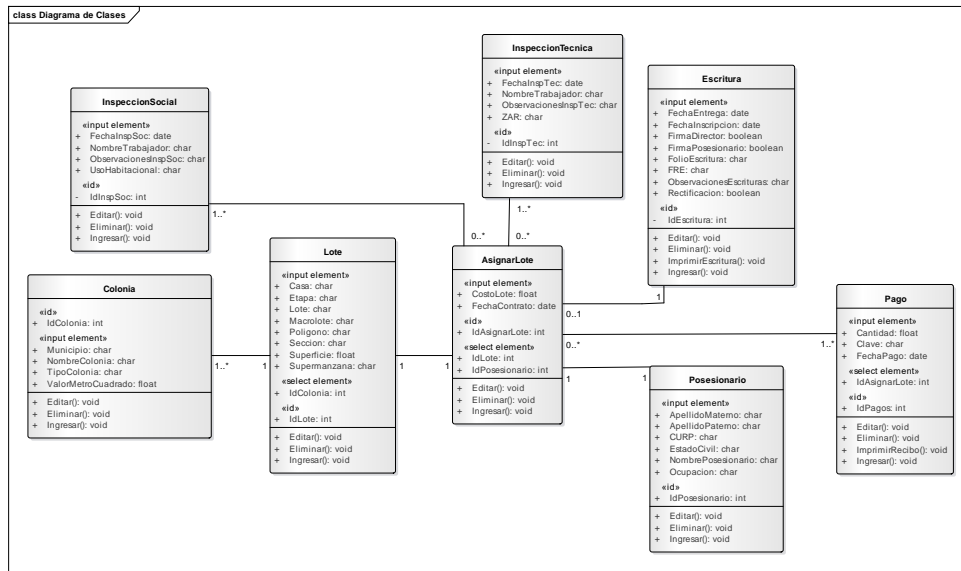 class Diagrama de Clases
InspeccionSocial
«input element»
+ FechaInspSoc: date
+ NombreTrabajador: char
+ ObservacionesInspSoc: char
+ UsoHabitacional: char
«id»
- IdInspSoc: int
+ Editar(): void
+ Eliminar(): void
+ Ingresar(): void
1..*
0..*
InspeccionTecnica
«input element»
+ FechaInspTec: date
+ NombreTrabajador: char
+ ObservacionesInspTec: char
+ ZAR: char
«id»
- IdInspTec: int
+ Editar(): void
+ Eliminar(): void
+ Ingresar(): void
1..*
0..*
Escritura
«input element»
+ FechaEntrega: date
+ FechaInscripcion: date
+ FirmaDirector: boolean
+ FirmaPosesionario: boolean
+ FolioEscritura: char
+ FRE: char
+ ObservacionesEscrituras: char
+ Rectificacion: boolean
«id»
- IdEscritura: int
+ Editar(): void
+ Eliminar(): void
+ ImprimirEscritura(): void
+ Ingresar(): void
1
0..1
Colonia
«id»
+ IdColonia: int
«input element»
+ Municipio: char
+ NombreColonia: char
+ TipoColonia: char
+ ValorMetroCuadrado: float
+ Editar(): void
+ Eliminar(): void
+ Ingresar(): void
1..*
1
Lote
«input element»
+ Casa: char
+ Etapa: char
+ Lote: char
+ Macrolote: char
+ Poligono: char
+ Seccion: char
+ Superficie: float
+ Supermanzana: char
«select element»
+ IdColonia: int
«id»
+ IdLote: int
+ Editar(): void
+ Eliminar(): void
+ Ingresar(): void
1
1
AsignarLote
«input element»
+ CostoLote: float
+ FechaContrato: date
«id»
+ IdAsignarLote: int
«select element»
+ IdLote: int
+ IdPosesionario: int
+ Editar(): void
+ Eliminar(): void
+ Ingresar(): void
0..*
1..*
1
1
Posesionario
«input element»
+ ApellidoMaterno: char
+ ApellidoPaterno: char
+ CURP: char
+ EstadoCivil: char
+ NombrePosesionario: char
+ Ocupacion: char
«id»
+ IdPosesionario: int
+ Editar(): void
+ Eliminar(): void
+ Ingresar(): void
Pago
«input element»
+ Cantidad: float
+ Clave: char
+ FechaPago: date
«select element»
+ IdAsignarLote: int
«id»
+ IdPagos: int
+ Editar(): void
+ Eliminar(): void
+ ImprimirRecibo(): void
+ Ingresar(): void